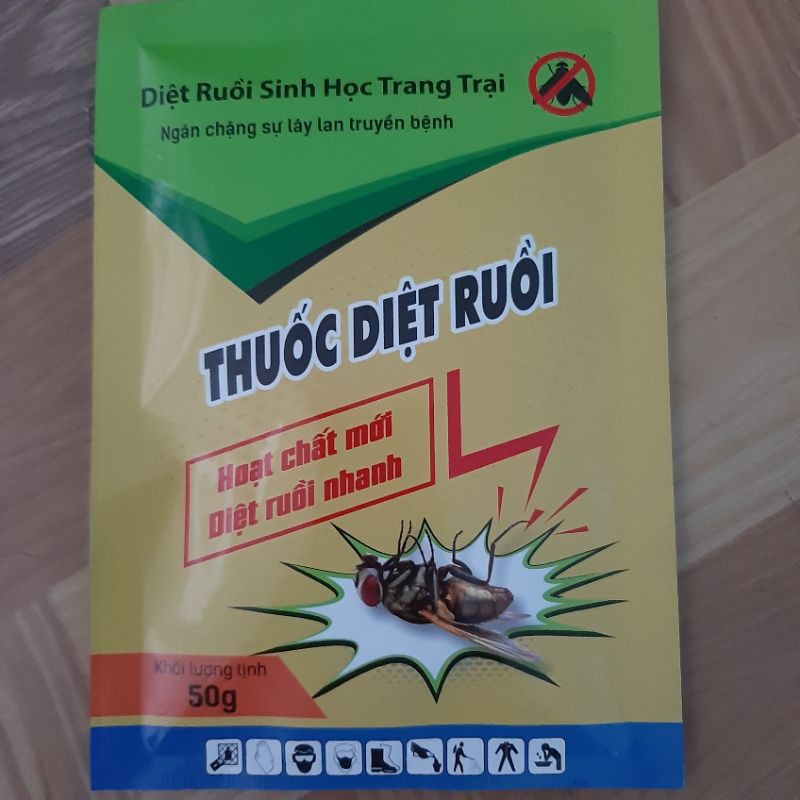 Diệt Ruồi Sinh Học Trang Trại
Ngăn chặng sự lây lan truyền bệnh
THUỐC DIỆT RUỒI
Hoạt chất mới
Diệt ruồi nhanh
Khối lượng tịnh
50g